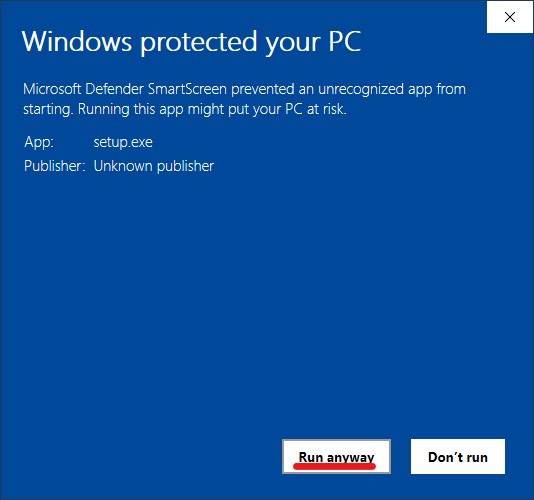 Windows protected your PC
Microsoft Defender SmartScreen prevented an unrecognized app from
starting. Running this app might put your PC at risk.
App: setup.exe
Publisher: Unknown publisher
Run anyway Don't run